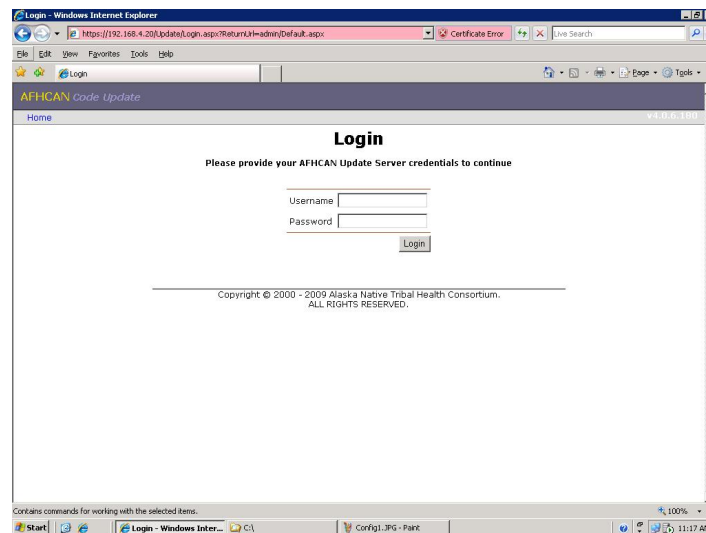 Login - Windows Internet Explorer
https://192.168.4.20/Update/Login.aspx?ReturnUrl=admin/Default.aspx
Certificate Error
Live Search
File Edit View Favorites Tools Help
Login
Page
Tools
AFHCAN Code Update
Home
v4.0.6.180
Login
Please provide your AFHCAN Update Server credentials to continue
Username
Password
Login
Copyright © 2000 - 2009 Alaska Native Tribal Health Consortium.
ALL RIGHTS RESERVED.
Contains commands for working with the selected items.
100%
Start
Login - Windows Inter...
C:\
Config1.JPG - Paint
11:17 AM